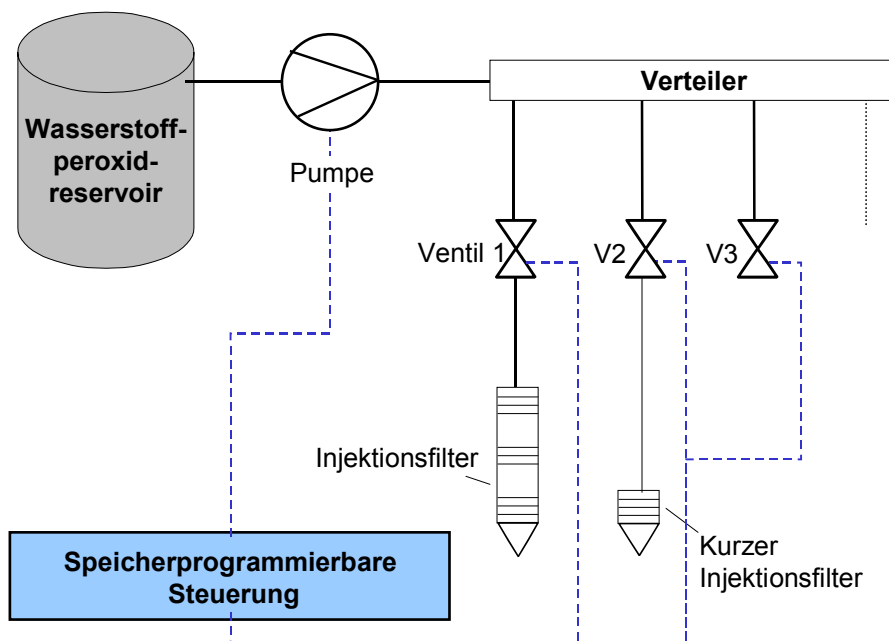 Verteiler
Wasserstoff-
peroxid-
reservoir
Pumpe
Ventil 1
V2
V3
Injektionsfilter
Kurzer
Injektionsfilter
Speicherprogrammierbare
Steuerung